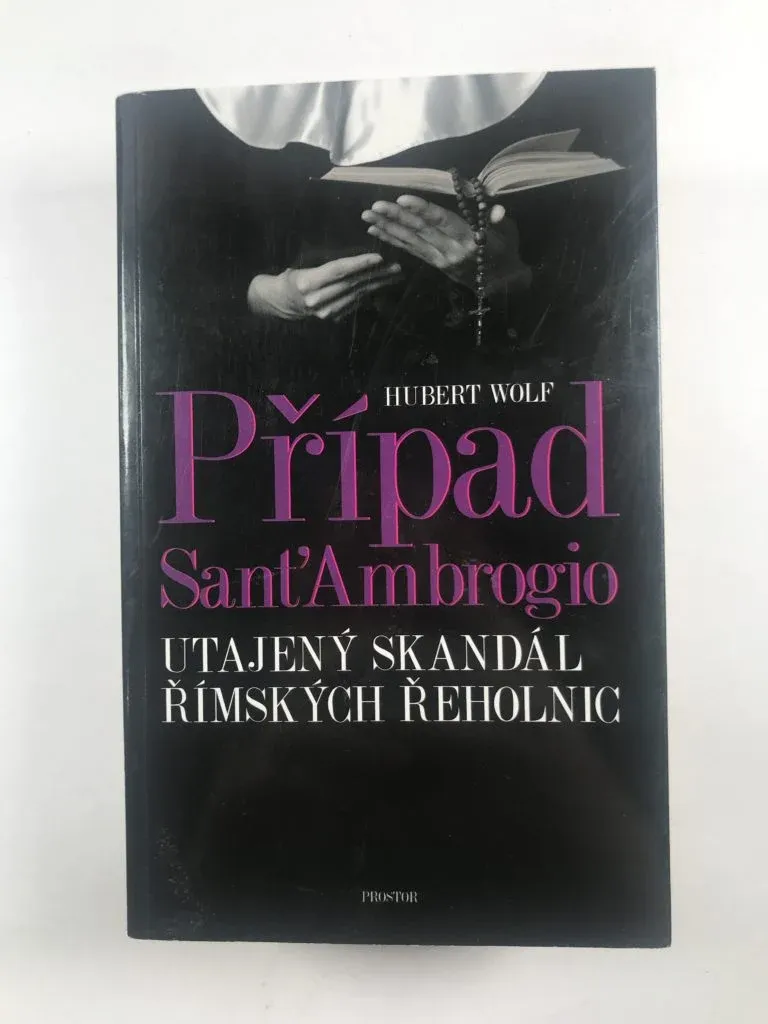 HUBERT WOLF
Případ
Sant'Ambrogio
UTAJENÝ SKANDÁL
ŘÍMSKÝCH ŘEHOLNIC
PROSTOR